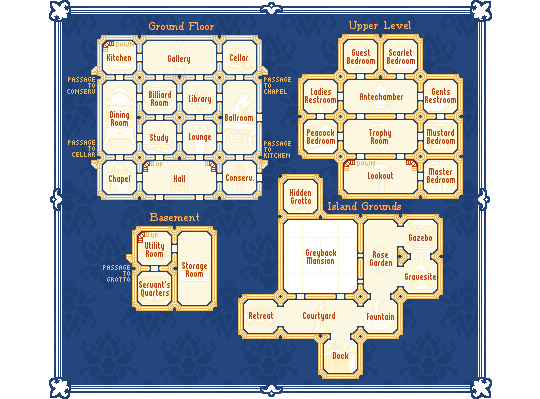 Ground Floor
DOWN
Kitchen
Gallery
Cellar
PASSAGE
TO
CONSERV.
PASSAGE
TO
CHAPEL
Dining
Room
Billiard
Room
Library
Ballroom
Study
Lounge
PASSAGE
TO
CELLAR
PASSAGE
TO
KITCHEN
UP
Chapel
Hall
Conserv.
Upper Level
Guest
Bedroom
Scarlet
Bedroom
Ladies
Restroom
Antechamber
Gents
Restroom
Peacock
Bedroom
Trophy
Room
Mustard
Bedroom
DOWN
Lookout
Master
Bedroom
Basement
UP
Utility
Room
Storage
Room
PASSAGE
TO
GROTTO
Servant's
Quarters
Hidden
Grotto
Island Grounds
Greyback
Mansion
Rose
Garden
Gazebo
Gravesite
Retreat
Courtyard
Fountain
Dock